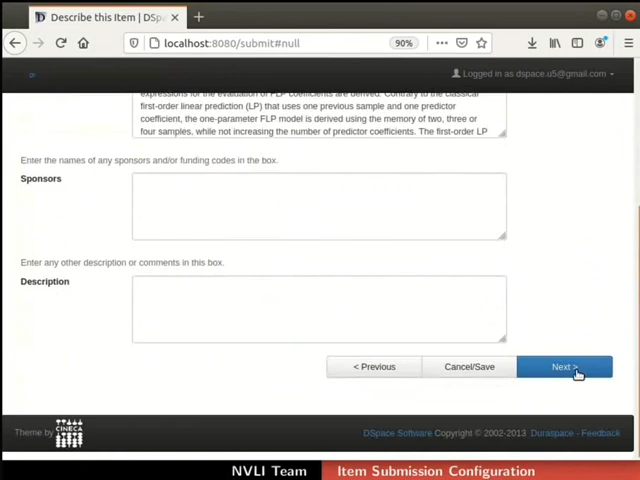 Describe this Item | DSp
localhost:8080/submit#null
90%
Logged in as dspace.u5@gmail.com
expressions for the evaluation of FLP coefficients are derived. Contrary to the classical
first-order linear prediction (LP) that uses one previous sample and one predictor
coefficient, the one-parameter FLP model is derived using the memory of two, three or
four samples, while not increasing the number of predictor coefficients. The first-order LP
Enter the names of any sponsors and/or funding codes in the box.
Sponsors
Enter any other description or comments in this box.
Description
< Previous
Cancel/Save
Next >
Theme by CINECA
DSpace Software Copyright © 2002-2013 Duraspace - Feedback
NVLI Team
Item Submission Configuration